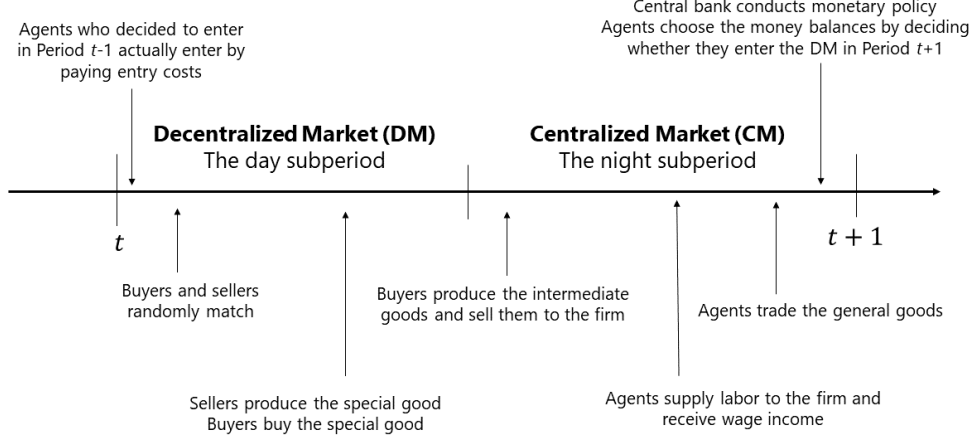 Central bank conducts monetary policy
Agents choose the money balances by deciding
whether they enter the DM in Period t+1
Agents who decided to enter
in Period t-1 actually enter by
paying entry costs
Decentralized Market (DM)
The day subperiod
Centralized Market (CM)
The night subperiod
t
t + 1
Buyers and sellers
randomly match
Buyers produce the intermediate
goods and sell them to the firm
Agents trade the general goods
Sellers produce the special good
Buyers buy the special good
Agents supply labor to the firm and
receive wage income